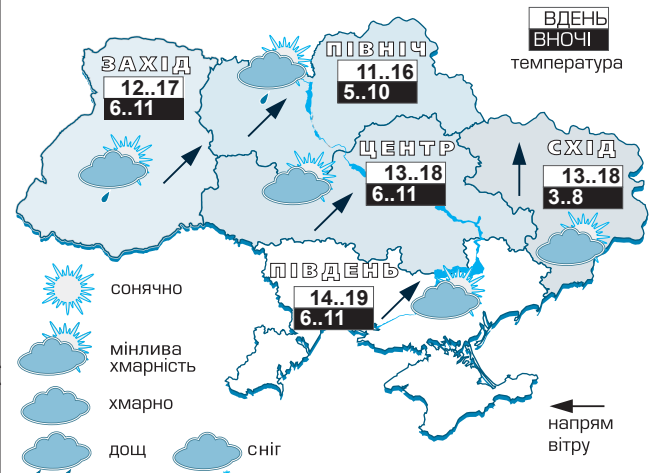 ВДЕНЬ
ВНОЧІ
температура
ПІВНІЧ
11..16
5..10
ЗАХІД
12..17
6..11
ЦЕНТР
13..18
6..11
СХІД
13..18
3..8
ПІВДЕНЬ
14..19
6..11
сонячно
мінлива
хмарність
хмарно
дощ
сніг
напрям
вітру